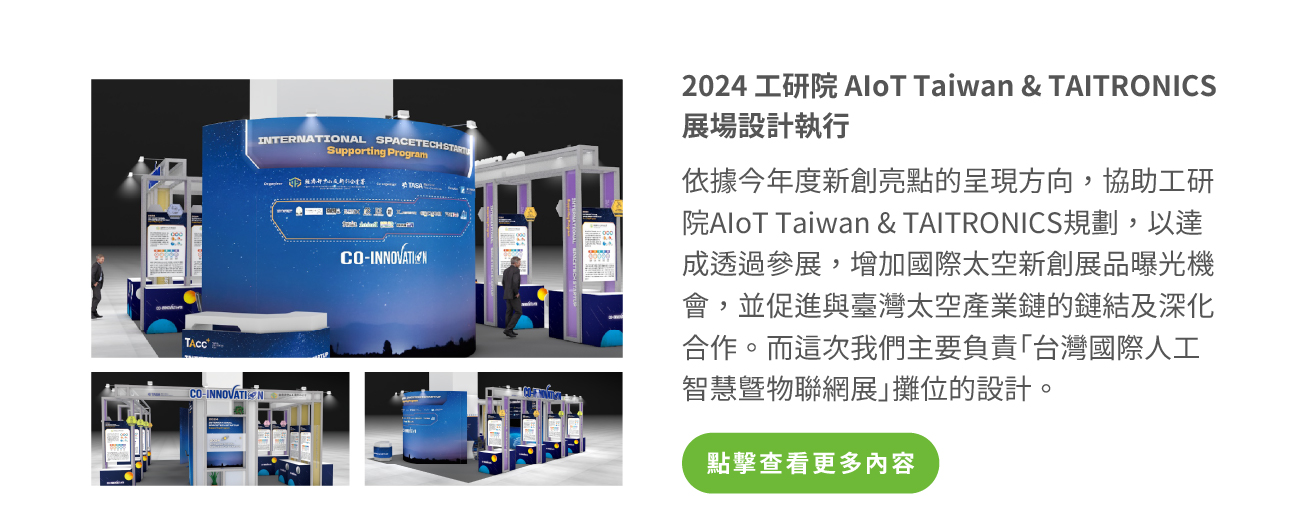 INTERNATIONAL SPACETECH STARTU
Supporting Program
TASA
CO-INNOVATION
TAcc+
CO-INNOVATION
2024 工研院 AIoT Taiwan & TAITRONICS
展場設計執行
依據今年度新創亮點的呈現方向，協助工研
院AIoT Taiwan & TAITRONICS規劃，以達
成透過參展，增加國際太空新創展品曝光機
會，並促進與臺灣太空產業鏈的鏈結及深化
合作。而這次我們主要負責「台灣國際人工
智慧暨物聯網展」攤位的設計。
點擊查看更多內容